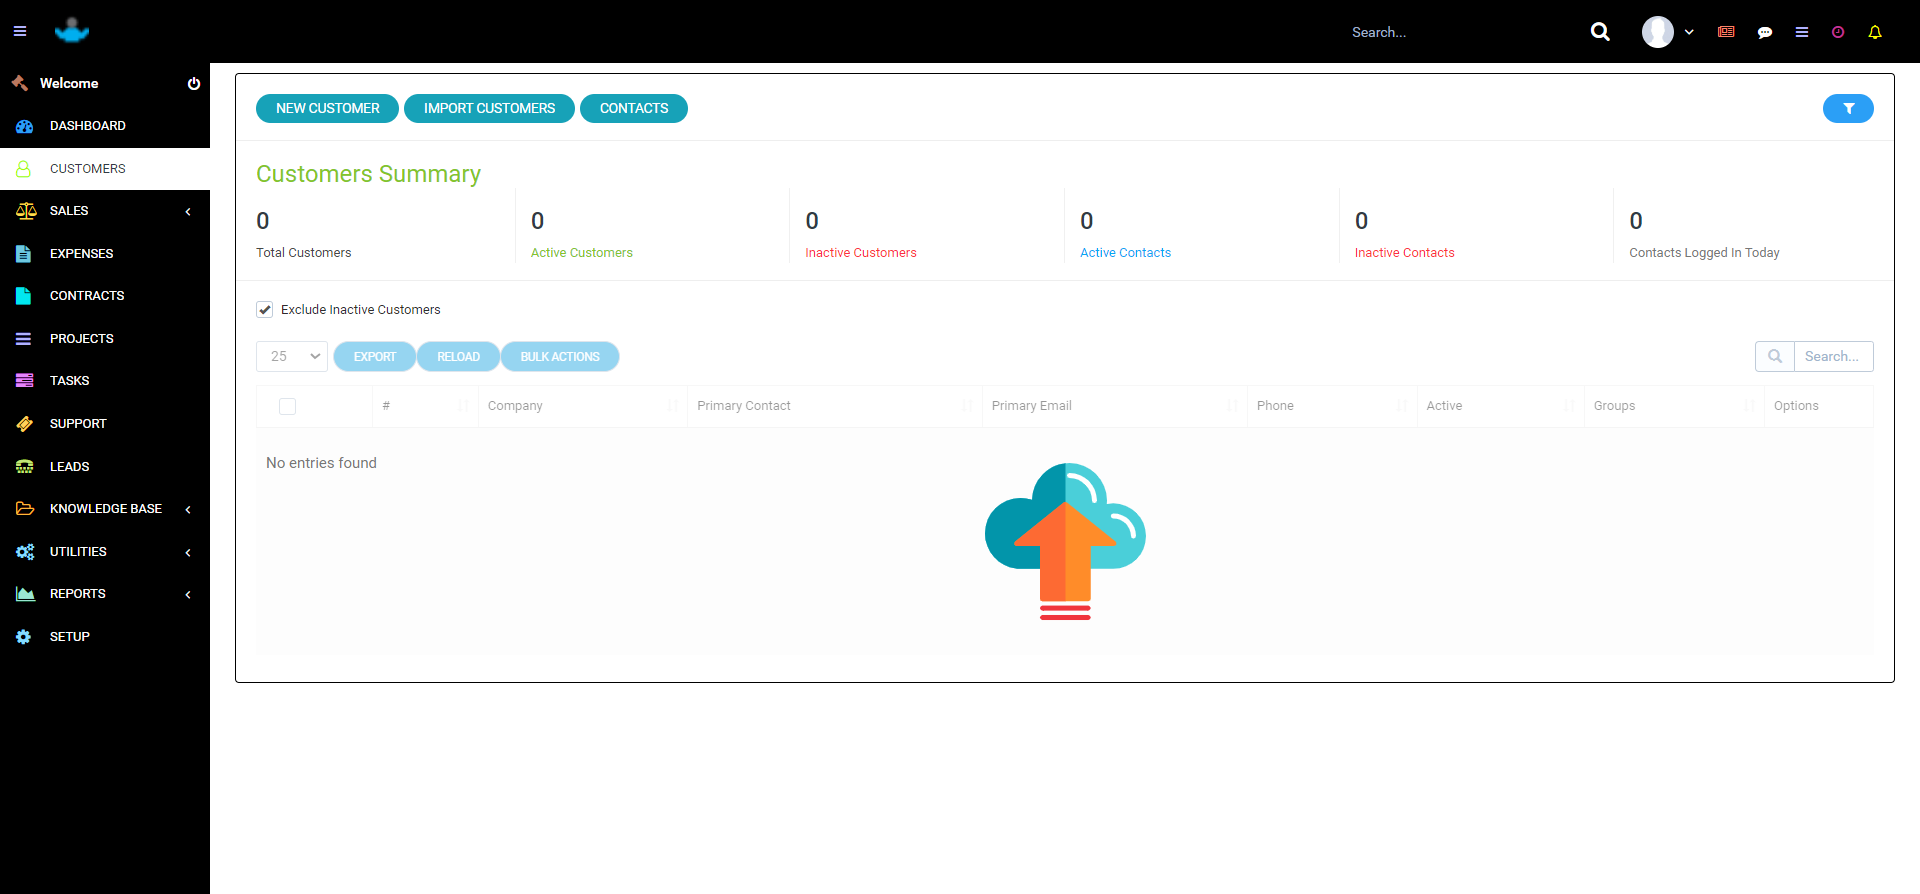 Search...
Welcome
DASHBOARD
CUSTOMERS
SALES
EXPENSES
CONTRACTS
PROJECTS
TASKS
SUPPORT
LEADS
KNOWLEDGE BASE
UTILITIES
REPORTS
SETUP
NEW CUSTOMER IMPORT CUSTOMERS CONTACTS
Customers Summary
0 0 0 0 0 0
Total Customers Active Customers Inactive Customers Active Contacts Inactive Contacts Contacts Logged In Today
Exclude Inactive Customers
25 EXPORT RELOAD BULK ACTIONS Search...
# Company Primary Contact Primary Email Phone Active Groups Options
No entries found